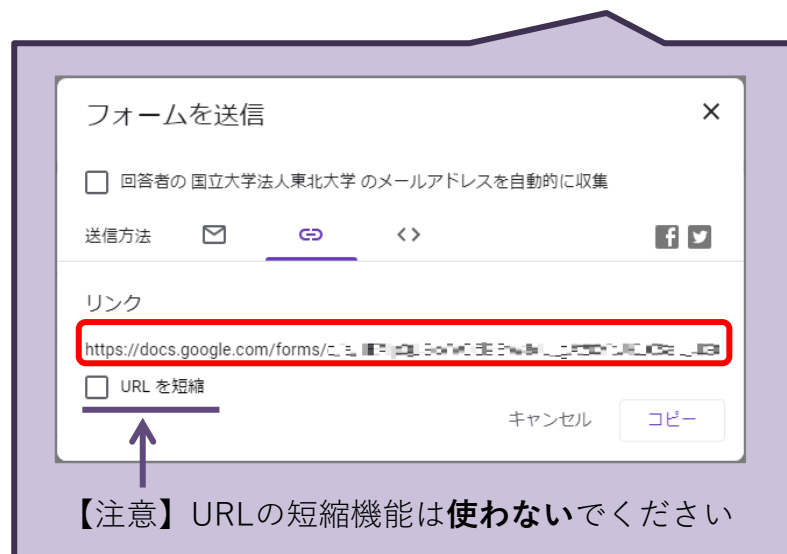 フォームを送信
回答者の 国立大学法人東北大学 のメールアドレスを自動的に収集
送信方法
リンク
https://docs.google.com/forms/
URL を短縮
キャンセル コピー
【注意】URLの短縮機能は使わないでください